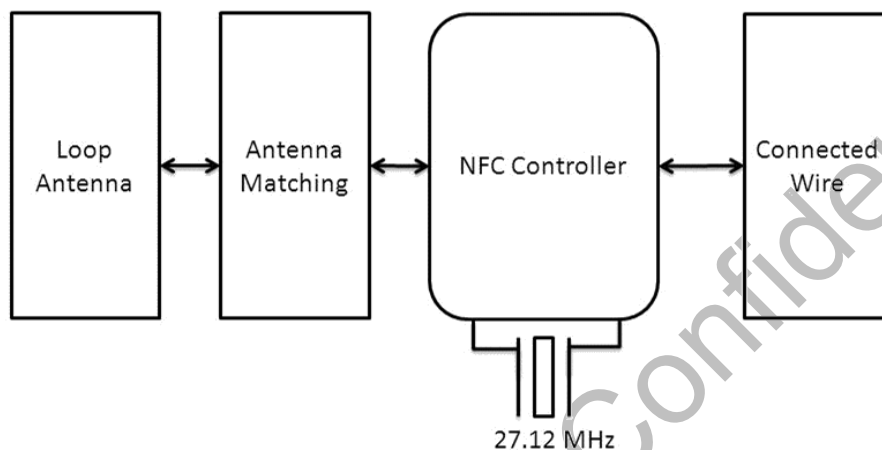 Loop
Antenna
Antenna
Matching
NFC Controller
Connected
Wire
27.12 MHz